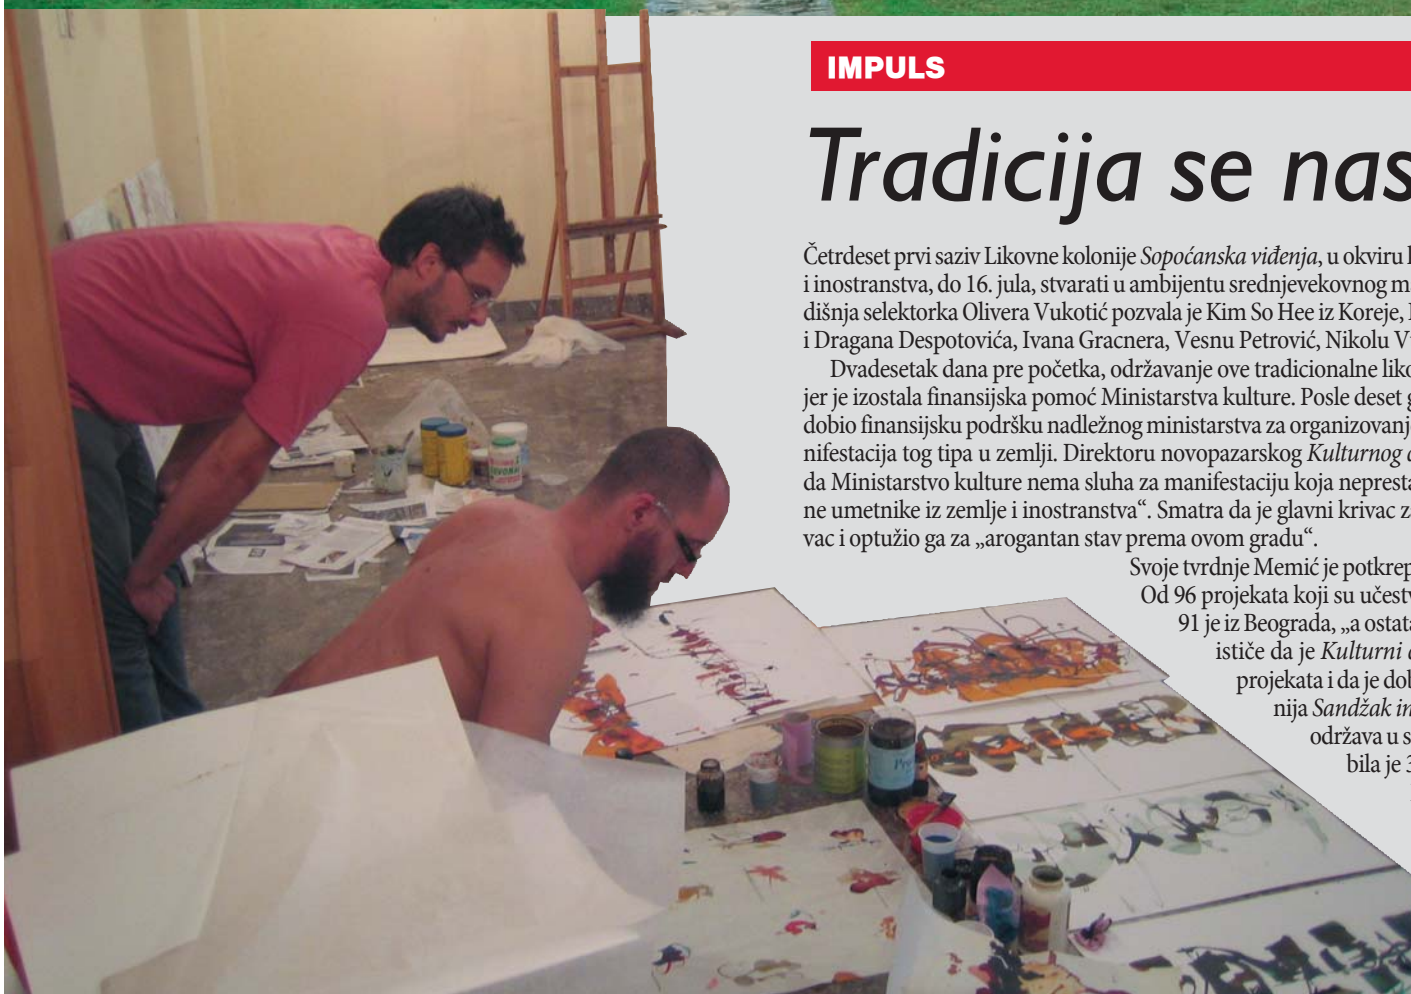 IMPULS
Tradicija se nas
Četrdeset prvi saziv Likovne kolonije Sopoćanska viđenja, u okviru
i inostranstva, do 16. jula, stvarati u ambijentu srednjevekovnog
dišnja selektorka Olivera Vukotić pozvala je Kim So Hee iz Koreje,
i Dragana Despotovića, Ivana Gracnera, Vesnu Petrović, Nikolu
Dvadesetak dana pre početka, održavanje ove tradicionalne liko
jer je izostala finansijska pomoć Ministarstva kulture. Posle deset
dobio finansijsku podršku nadležnog ministarstva za organizovanj
nifestacija tog tipa u zemlji. Direktoru novopazarskog Kulturnog
da Ministarstvo kulture nema sluha za manifestaciju koja nepresta
ne umetnike iz zemlje i inostranstva“. Smatra da je glavni krivac
vac i optužio ga za „arogantan stav prema ovom gradu“.
Svoje tvrdnje Memić je potkrep
Od 96 projekata koji su učestv
91 je iz Beograda, „a ostata
ističe da je Kulturni
projekata i da je dob
nija Sandžak in
održava u s
bila je 3